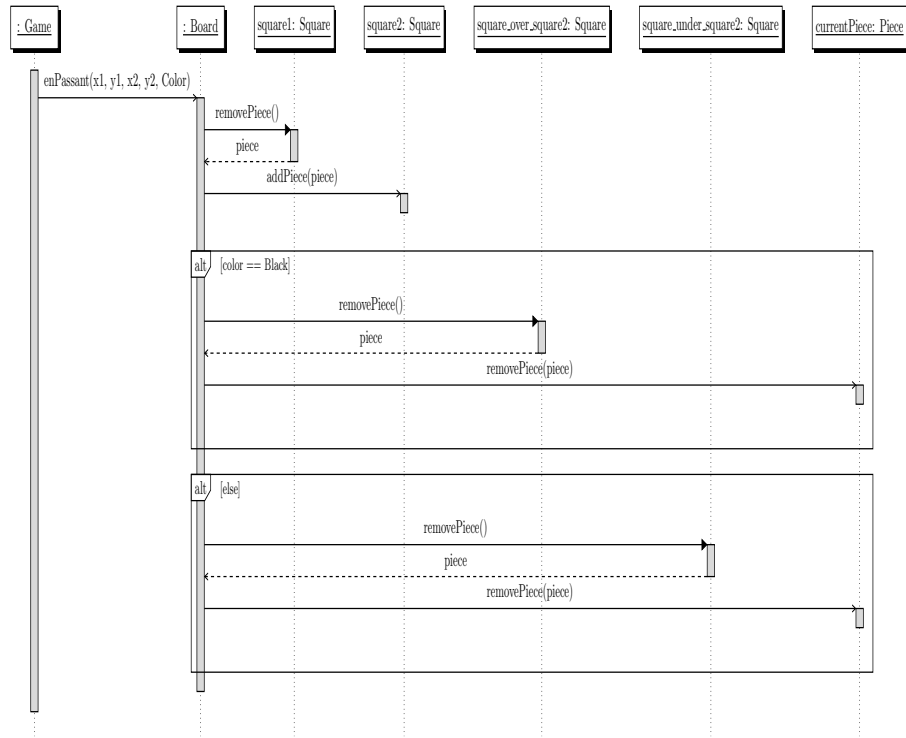 : Game
: Board
square1: Square
square2: Square
square_over_square2: Square
square_under_square2: Square
currentPiece: Piece
enPassant(x1, y1, x2, y2, Color)
removePiece()
piece
addPiece(piece)
alt [color == Black]
removePiece()
piece
removePiece(piece)
alt [else]
removePiece()
piece
removePiece(piece)